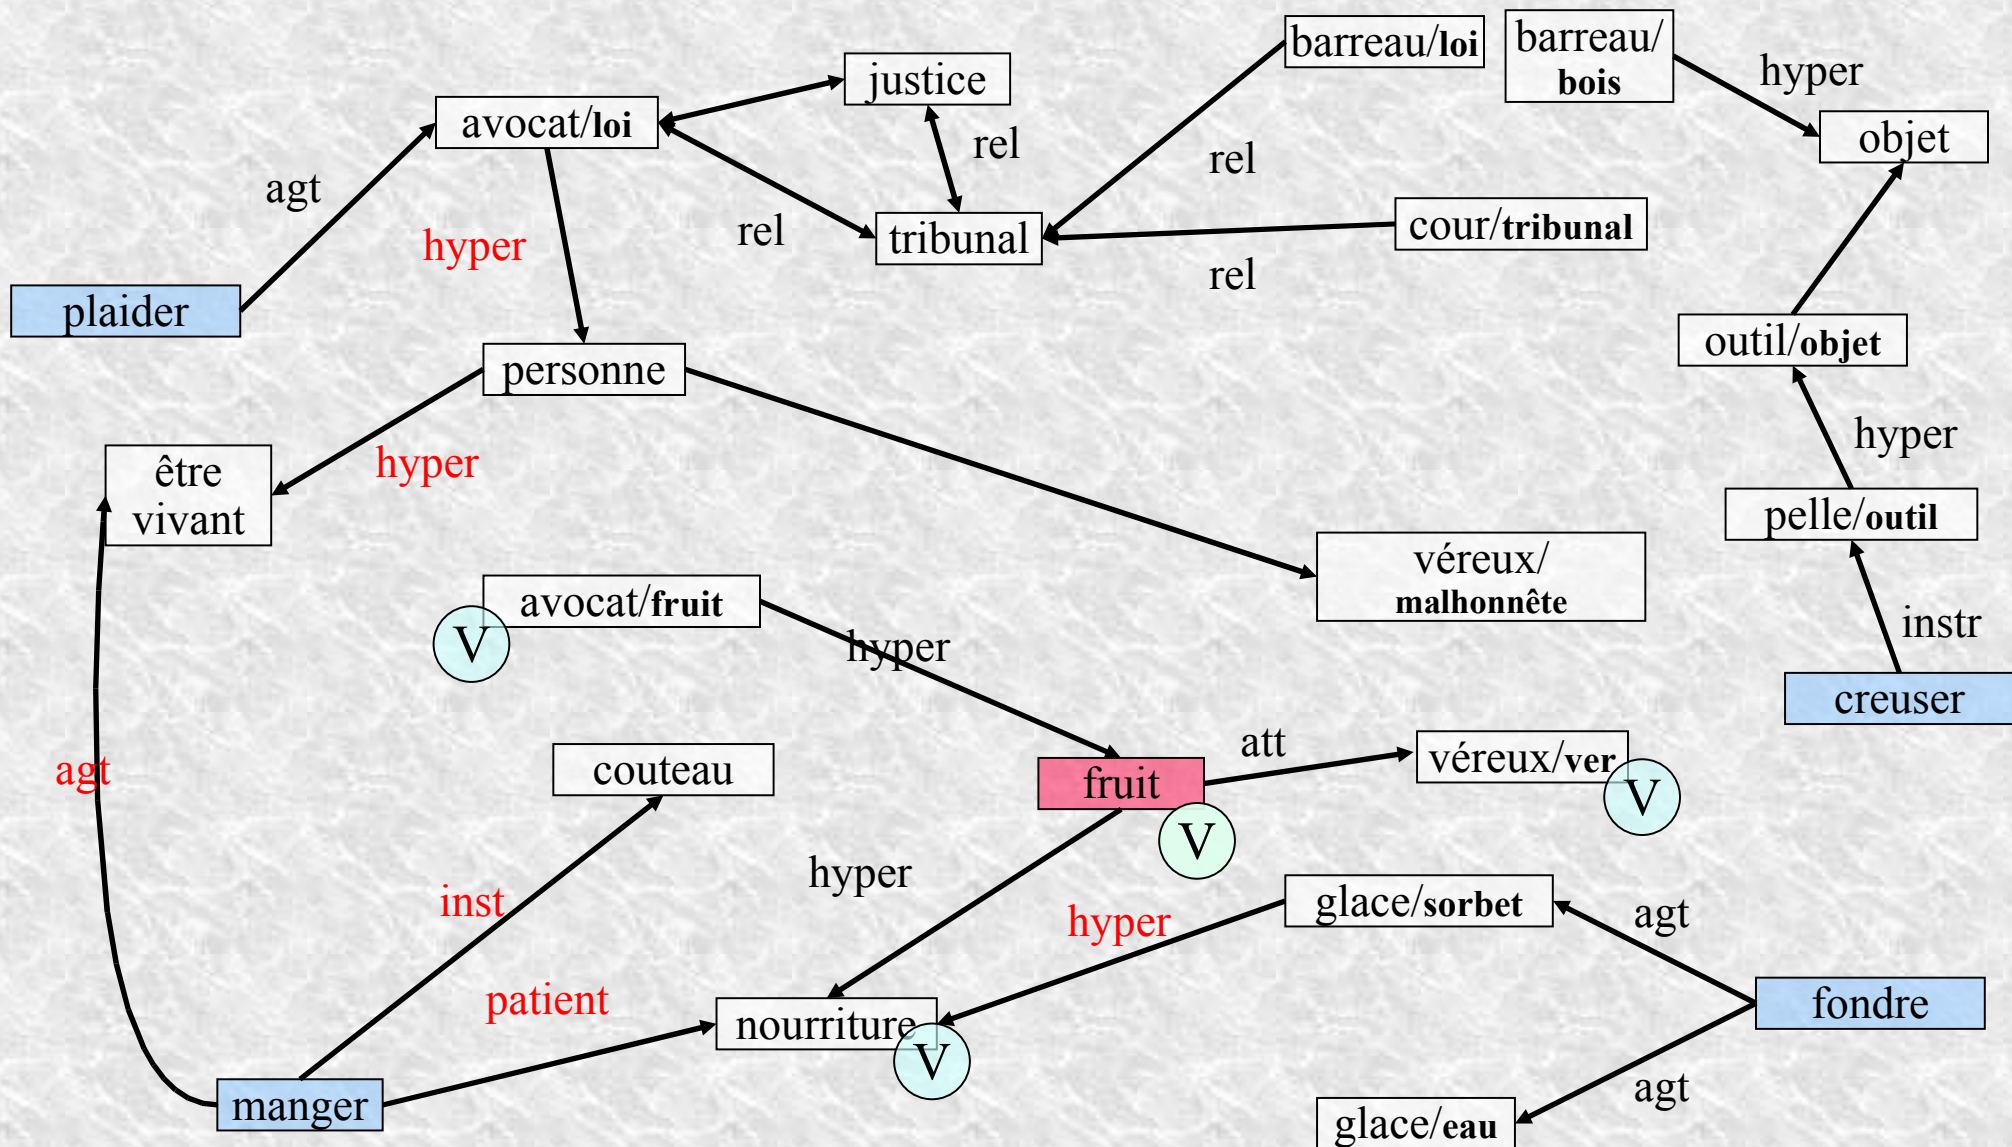 barreau/loi
barreau/
bois
hyper
justice
avocat/loi
objet
rel
rel
agt
cour/tribunal
rel
tribunal
hyper
rel
plaider
outil/objet
personne
hyper
hyper
être
vivant
pelle/outil
véreux/
malhonnête
avocat/fruit
V
instr
hyper
creuser
att
véreux/ver
agt
couteau
fruit
V
V
hyper
inst
hyper
glace/sorbet
agt
patient
nourriture
V
fondre
manger
agt
glace/eau